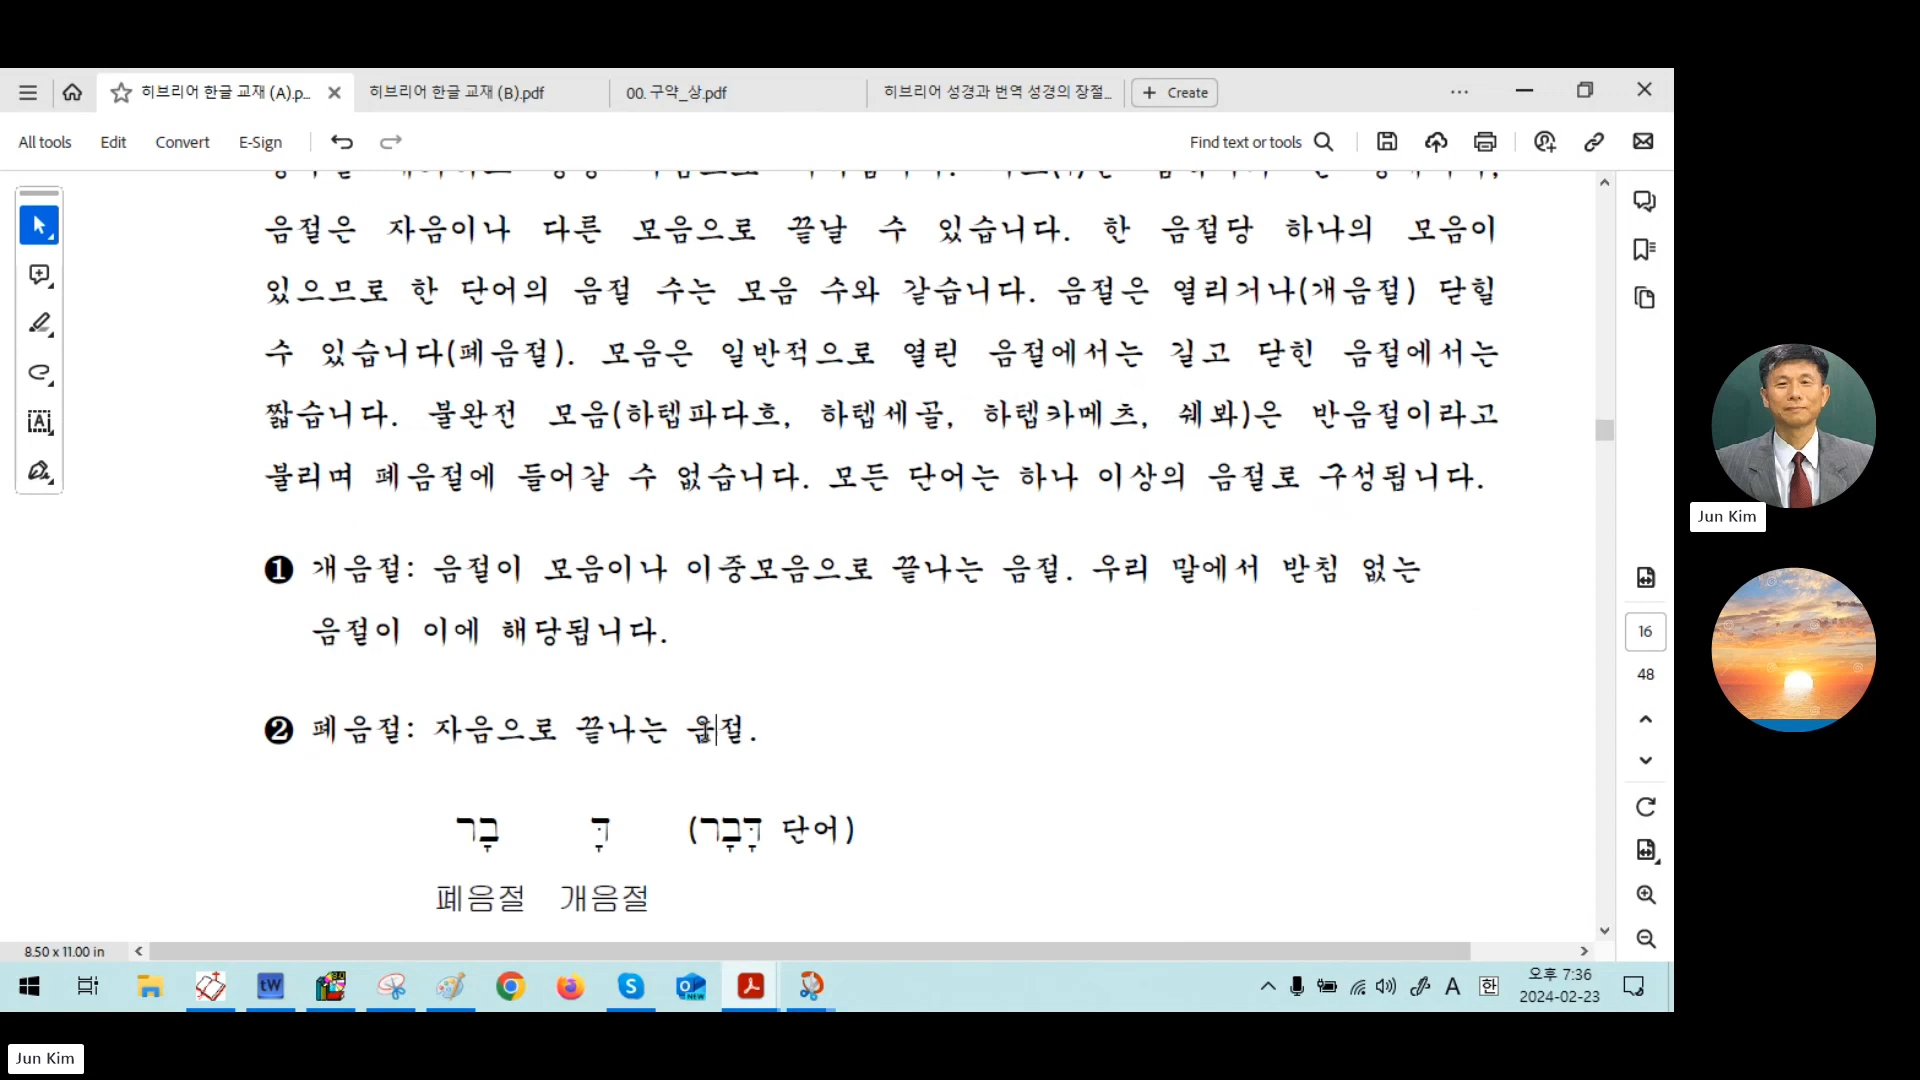 히브리어 한글 교재 (A).p...
히브리어 한글 교재 (B).pdf
00. 구약_상.pdf
히브리어 성경과 번역 성경의 장절...
+ Create
All tools Edit Convert E-Sign
Find text or tools
음절은 자음이나 다른 모음으로 끝날 수 있습니다. 한 음절당 하나의 모음이
있으므로 한 단어의 음절 수는 모음 수와 같습니다. 음절은 열리거나(개음절) 닫힐
수 있습니다(폐음절). 모음은 일반적으로 열린 음절에서는 길고 닫힌 음절에서는
짧습니다. 불완전 모음(하텝파다흐, 하텝세골, 하텝카메츠, 쉐봐)은 반음절이라고
불리며 폐음절에 들어갈 수 없습니다. 모든 단어는 하나 이상의 음절로 구성됩니다.
❶ 개음절: 음절이 모음이나 이중모음으로 끝나는 음절. 우리 말에서 받침 없는
음절이 이에 해당됩니다.
❷ 폐음절: 자음으로 끝나는 음절.
בָר דָּ (דָּבָר 단어)
폐음절 개음절
16
48
8.50 x 11.00 in
오후 7:36
2024-02-23
Jun Kim
Jun Kim